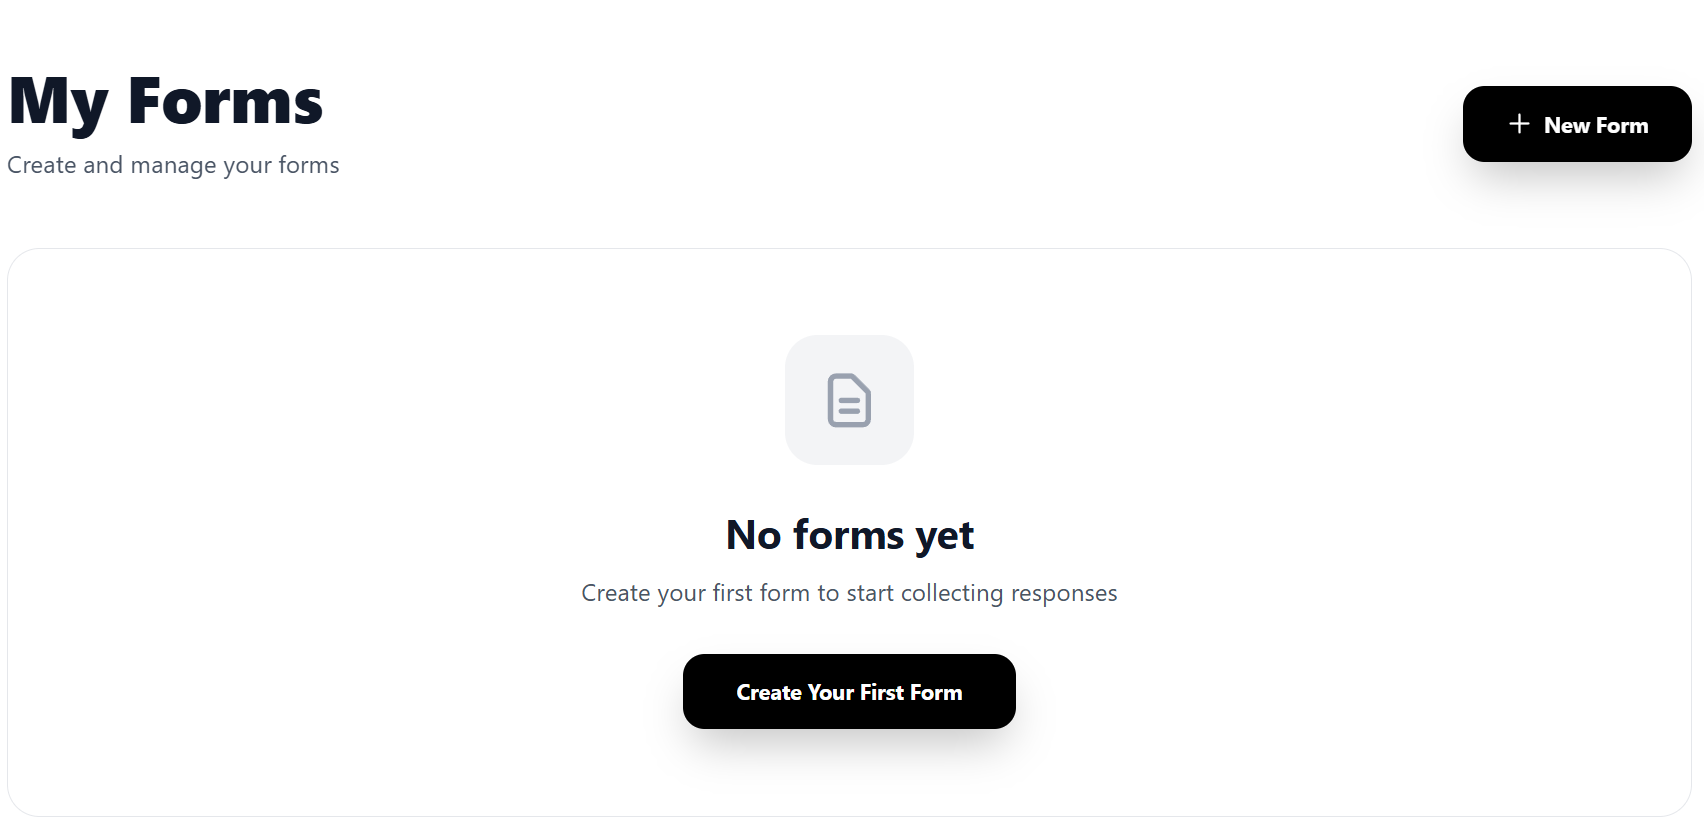 My Forms
Create and manage your forms
New Form
No forms yet
Create your first form to start collecting responses
Create Your First Form